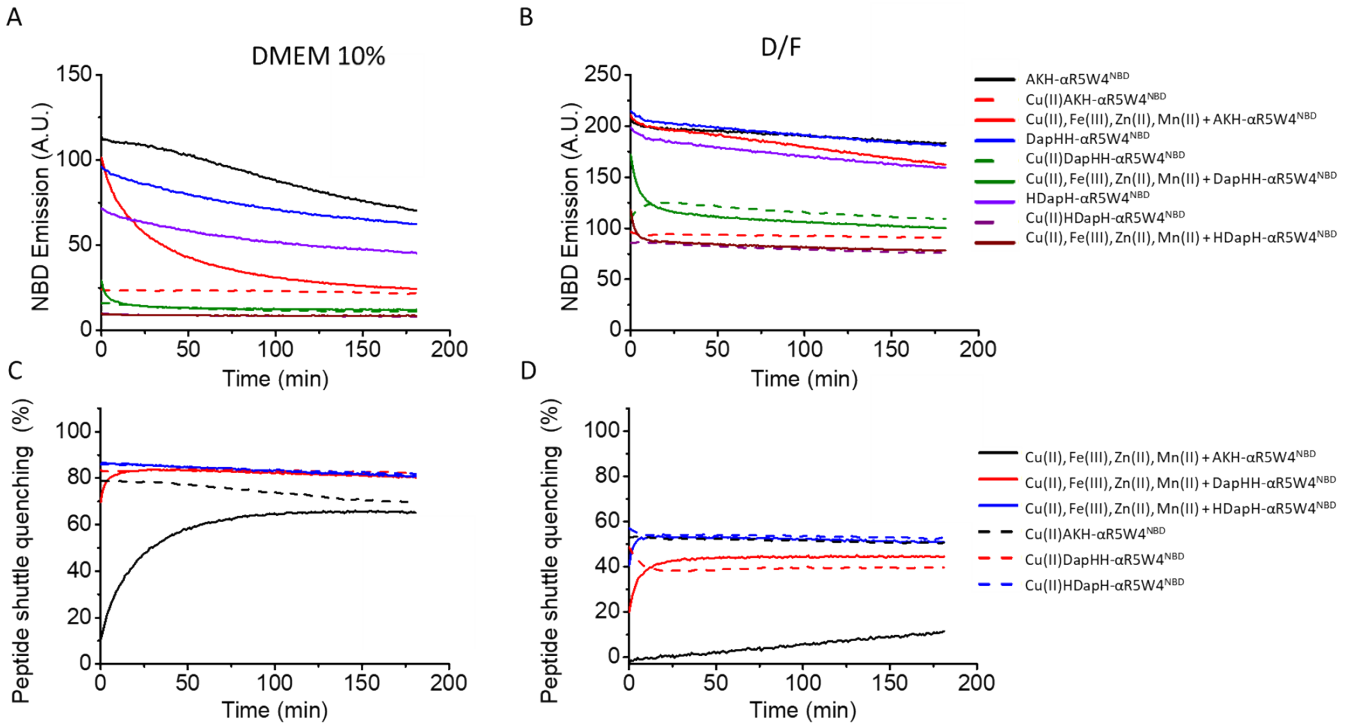 A
DMEM 10%
NBD Emission (A.U.)
150
100
50
0
0 50 100 150 200
Time (min)
B
D/F
NBD Emission (A.U.)
250
200
150
100
50
0
0 50 100 150 200
Time (min)
AKH-αR5W4NBD
Cu(II)AKH-αR5W4NBD
Cu(II), Fe(III), Zn(II), Mn(II) + AKH-αR5W4NBD
DapHH-αR5W4NBD
Cu(II)DapHH-αR5W4NBD
Cu(II), Fe(III), Zn(II), Mn(II) + DapHH-αR5W4NBD
HDapH-αR5W4NBD
Cu(II)HDapH-αR5W4NBD
Cu(II), Fe(III), Zn(II), Mn(II) + HDapH-αR5W4NBD
C
Peptide shuttle quenching (%)
100
80
60
40
20
0
0 50 100 150 200
Time (min)
D
Peptide shuttle quenching (%)
100
80
60
40
20
0
0 50 100 150 200
Time (min)
Cu(II), Fe(III), Zn(II), Mn(II) + AKH-αR5W4NBD
Cu(II), Fe(III), Zn(II), Mn(II) + DapHH-αR5W4NBD
Cu(II), Fe(III), Zn(II), Mn(II) + HDapH-αR5W4NBD
Cu(II)AKH-αR5W4NBD
Cu(II)DapHH-αR5W4NBD
Cu(II)HDapH-αR5W4NBD